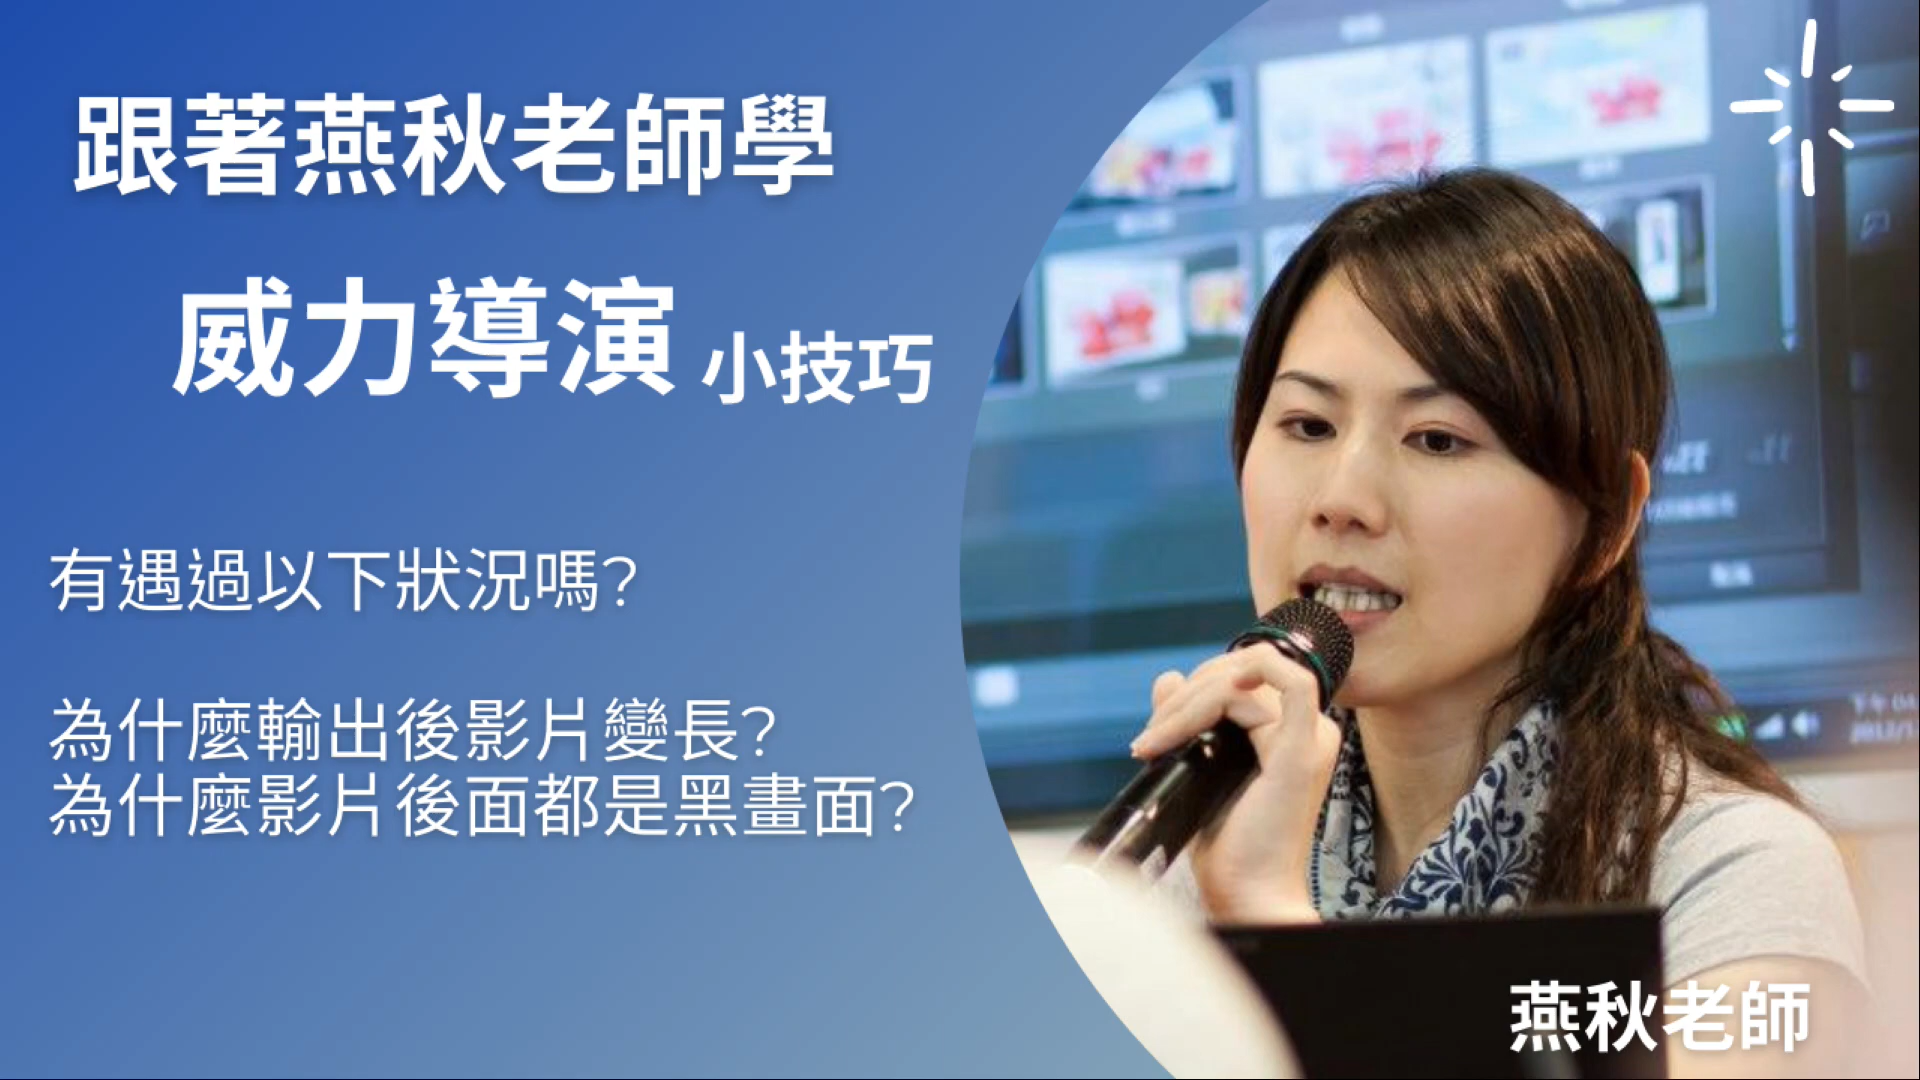 跟著燕秋老師學
威力導演 小技巧
有遇過以下狀況嗎?
為什麼輸出後影片變長?
為什麼影片後面都是黑畫面?
燕秋老師